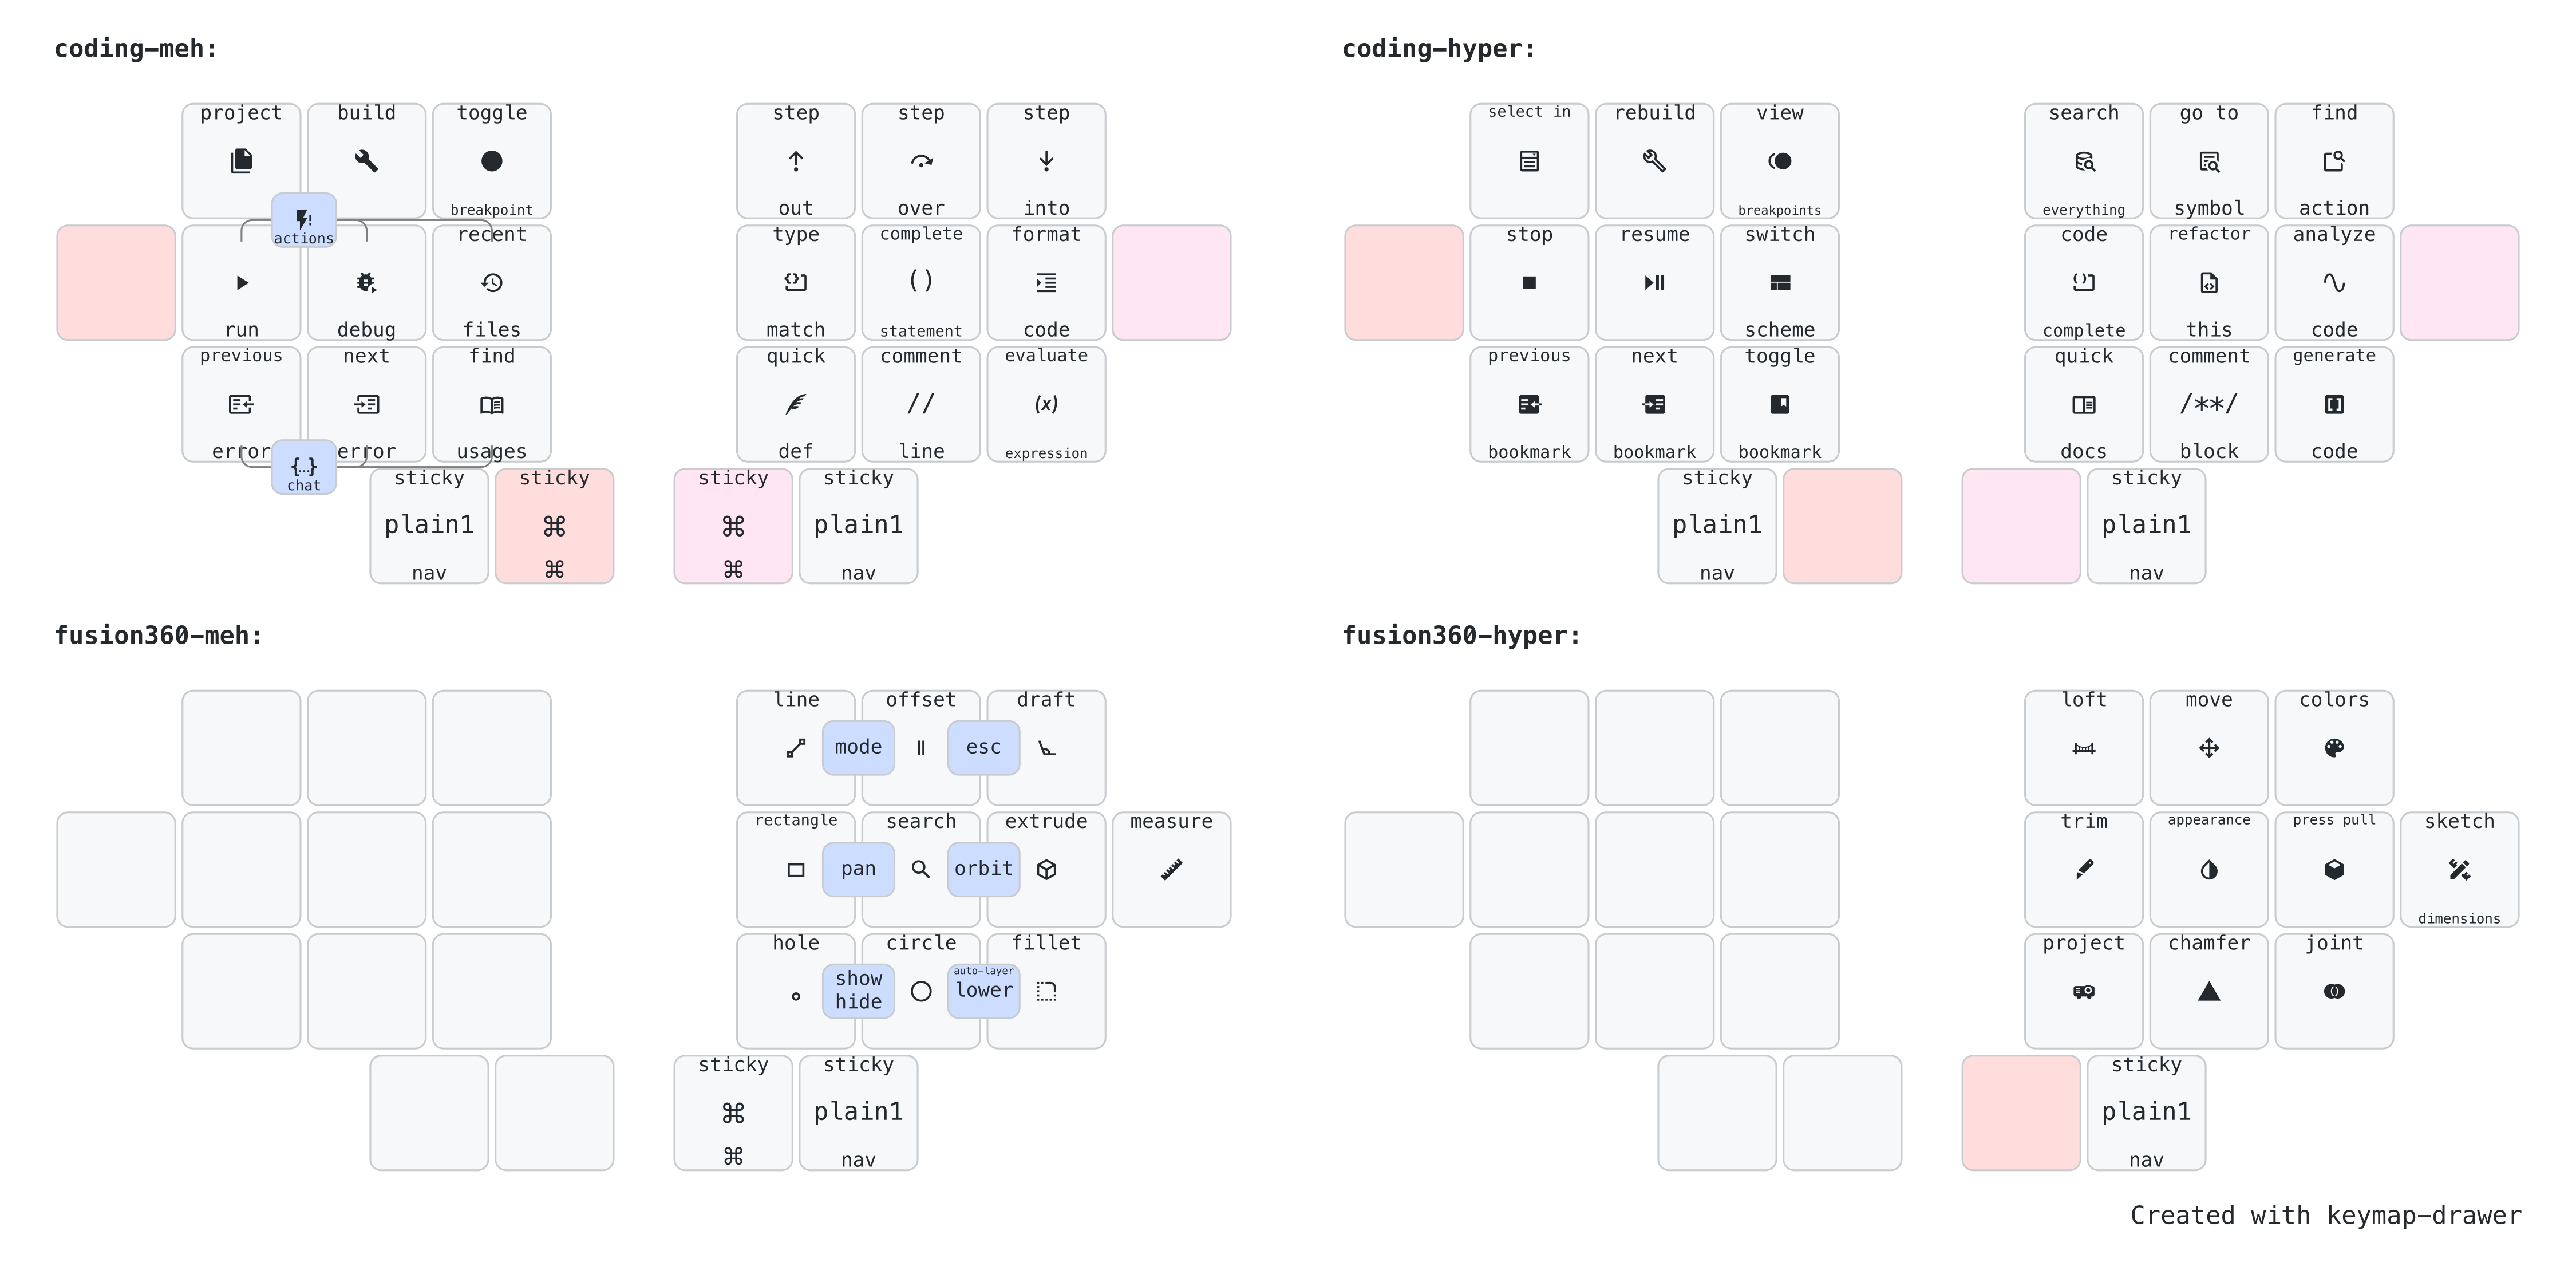 coding-meh:
project build toggle
breakpoint
actions
recent
run debug files
previous next find
error error usages
chat
step step step
out over into
type complete format
( )
match statement code
quick comment evaluate
// (x)
def line expression
sticky sticky sticky sticky
plain1 ⌘ ⌘ plain1
nav ⌘ ⌘ nav
coding-hyper:
select in rebuild view
breakpoints
stop resume switch
scheme
previous next toggle
bookmark bookmark bookmark
search go to find
everything symbol action
code refactor analyze
complete this code
quick comment generate
/**/
docs block code
sticky sticky
plain1 plain1
nav nav
fusion360-meh:
line offset draft
mode esc
rectangle search extrude measure
pan orbit
hole circle fillet
show auto-layer
hide lower
sticky sticky
⌘ plain1
⌘ nav
fusion360-hyper:
loft move colors
trim appearance press pull sketch
dimensions
project chamfer joint
sticky
plain1
nav
Created with keymap-drawer